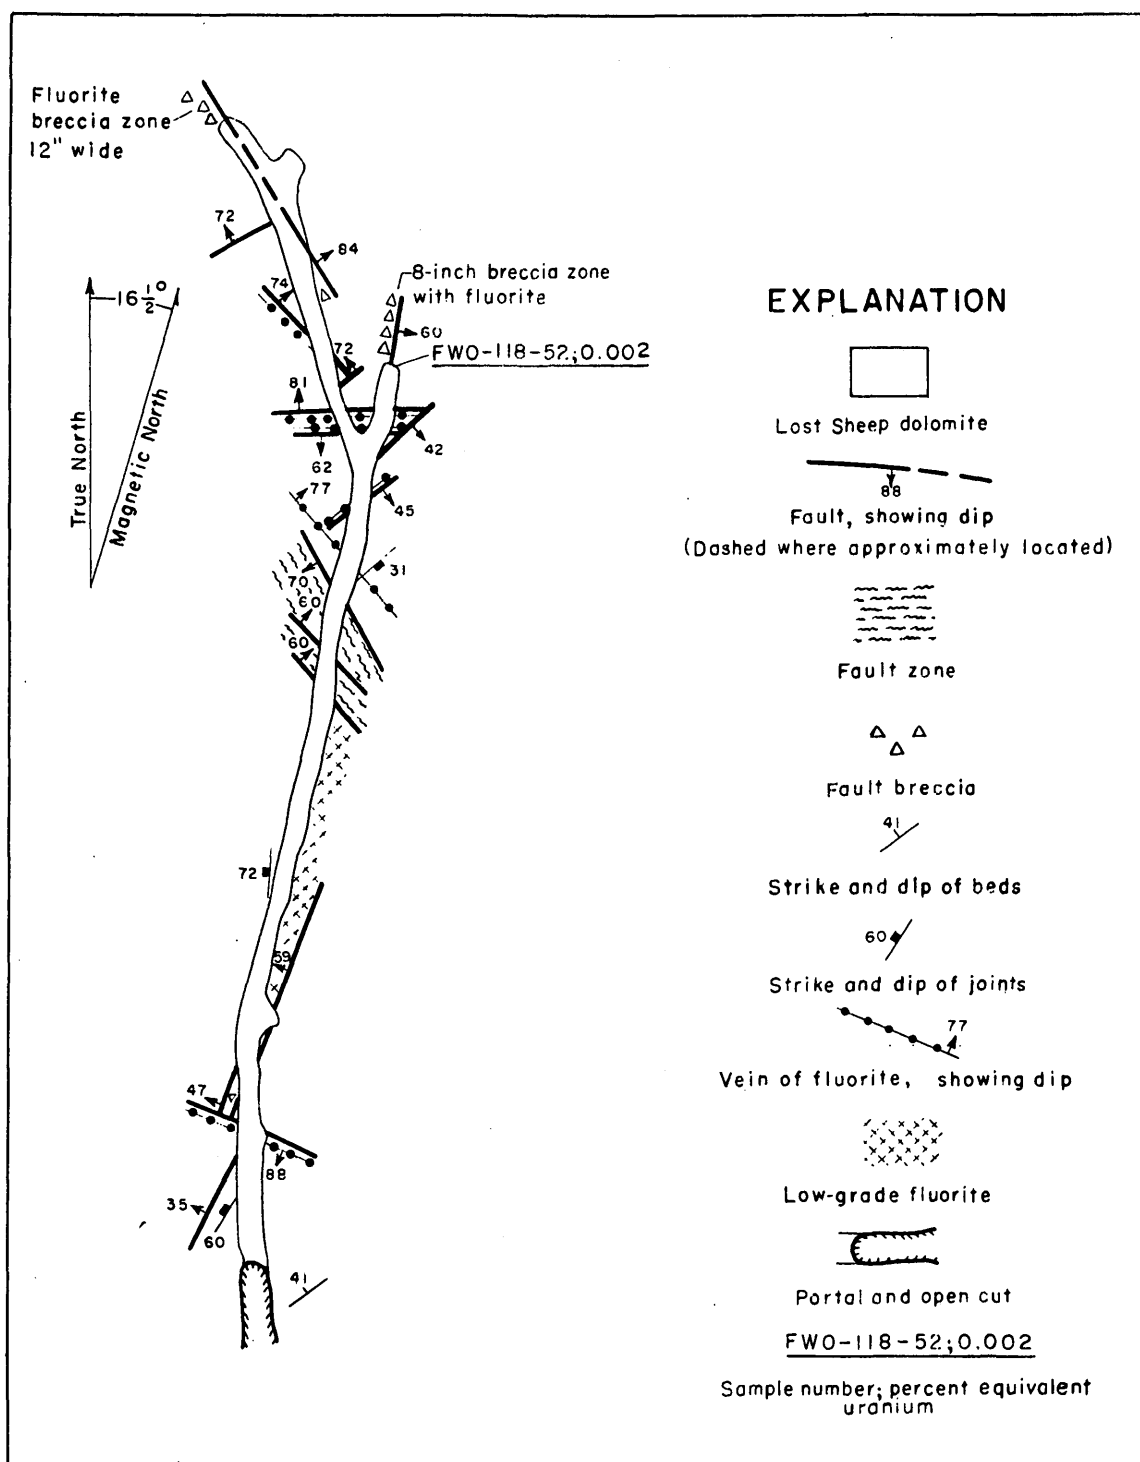 Fluorite
breccia zone
12" wide
72
84
8-inch breccia zone
with fluorite
16 1/2°
74
60
72
FWO-118-52; 0.002
81
True North
Magnetic North
42
62
77
45
31
70
60
60
72
59
47
88
35
60
41
EXPLANATION
Lost Sheep dolomite
88
Fault, showing dip
(Dashed where approximately located)
Fault zone
Fault breccia
41
Strike and dip of beds
60
Strike and dip of joints
77
Vein of fluorite, showing dip
Low-grade fluorite
Portal and open cut
FWO-118-52; 0.002
Sample number; percent equivalent
uranium